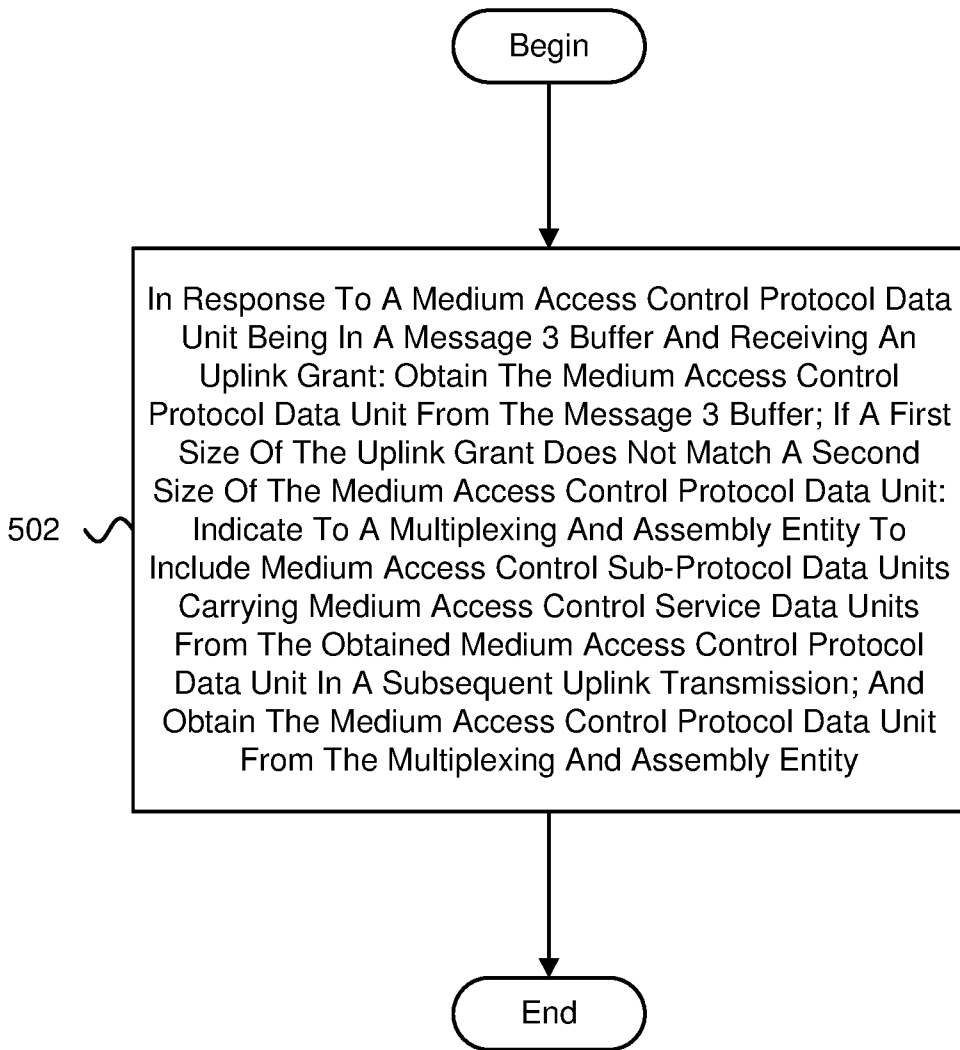 Begin
In Response To A Medium Access Control Protocol Data
Unit Being In A Message 3 Buffer And Receiving An
Uplink Grant: Obtain The Medium Access Control
Protocol Data Unit From The Message 3 Buffer; If A First
Size Of The Uplink Grant Does Not Match A Second
Size Of The Medium Access Control Protocol Data Unit:
Indicate To A Multiplexing And Assembly Entity To
Include Medium Access Control Sub-Protocol Data Units
Carrying Medium Access Control Service Data Units
From The Obtained Medium Access Control Protocol
Data Unit In A Subsequent Uplink Transmission; And
Obtain The Medium Access Control Protocol Data Unit
From The Multiplexing And Assembly Entity
502
End